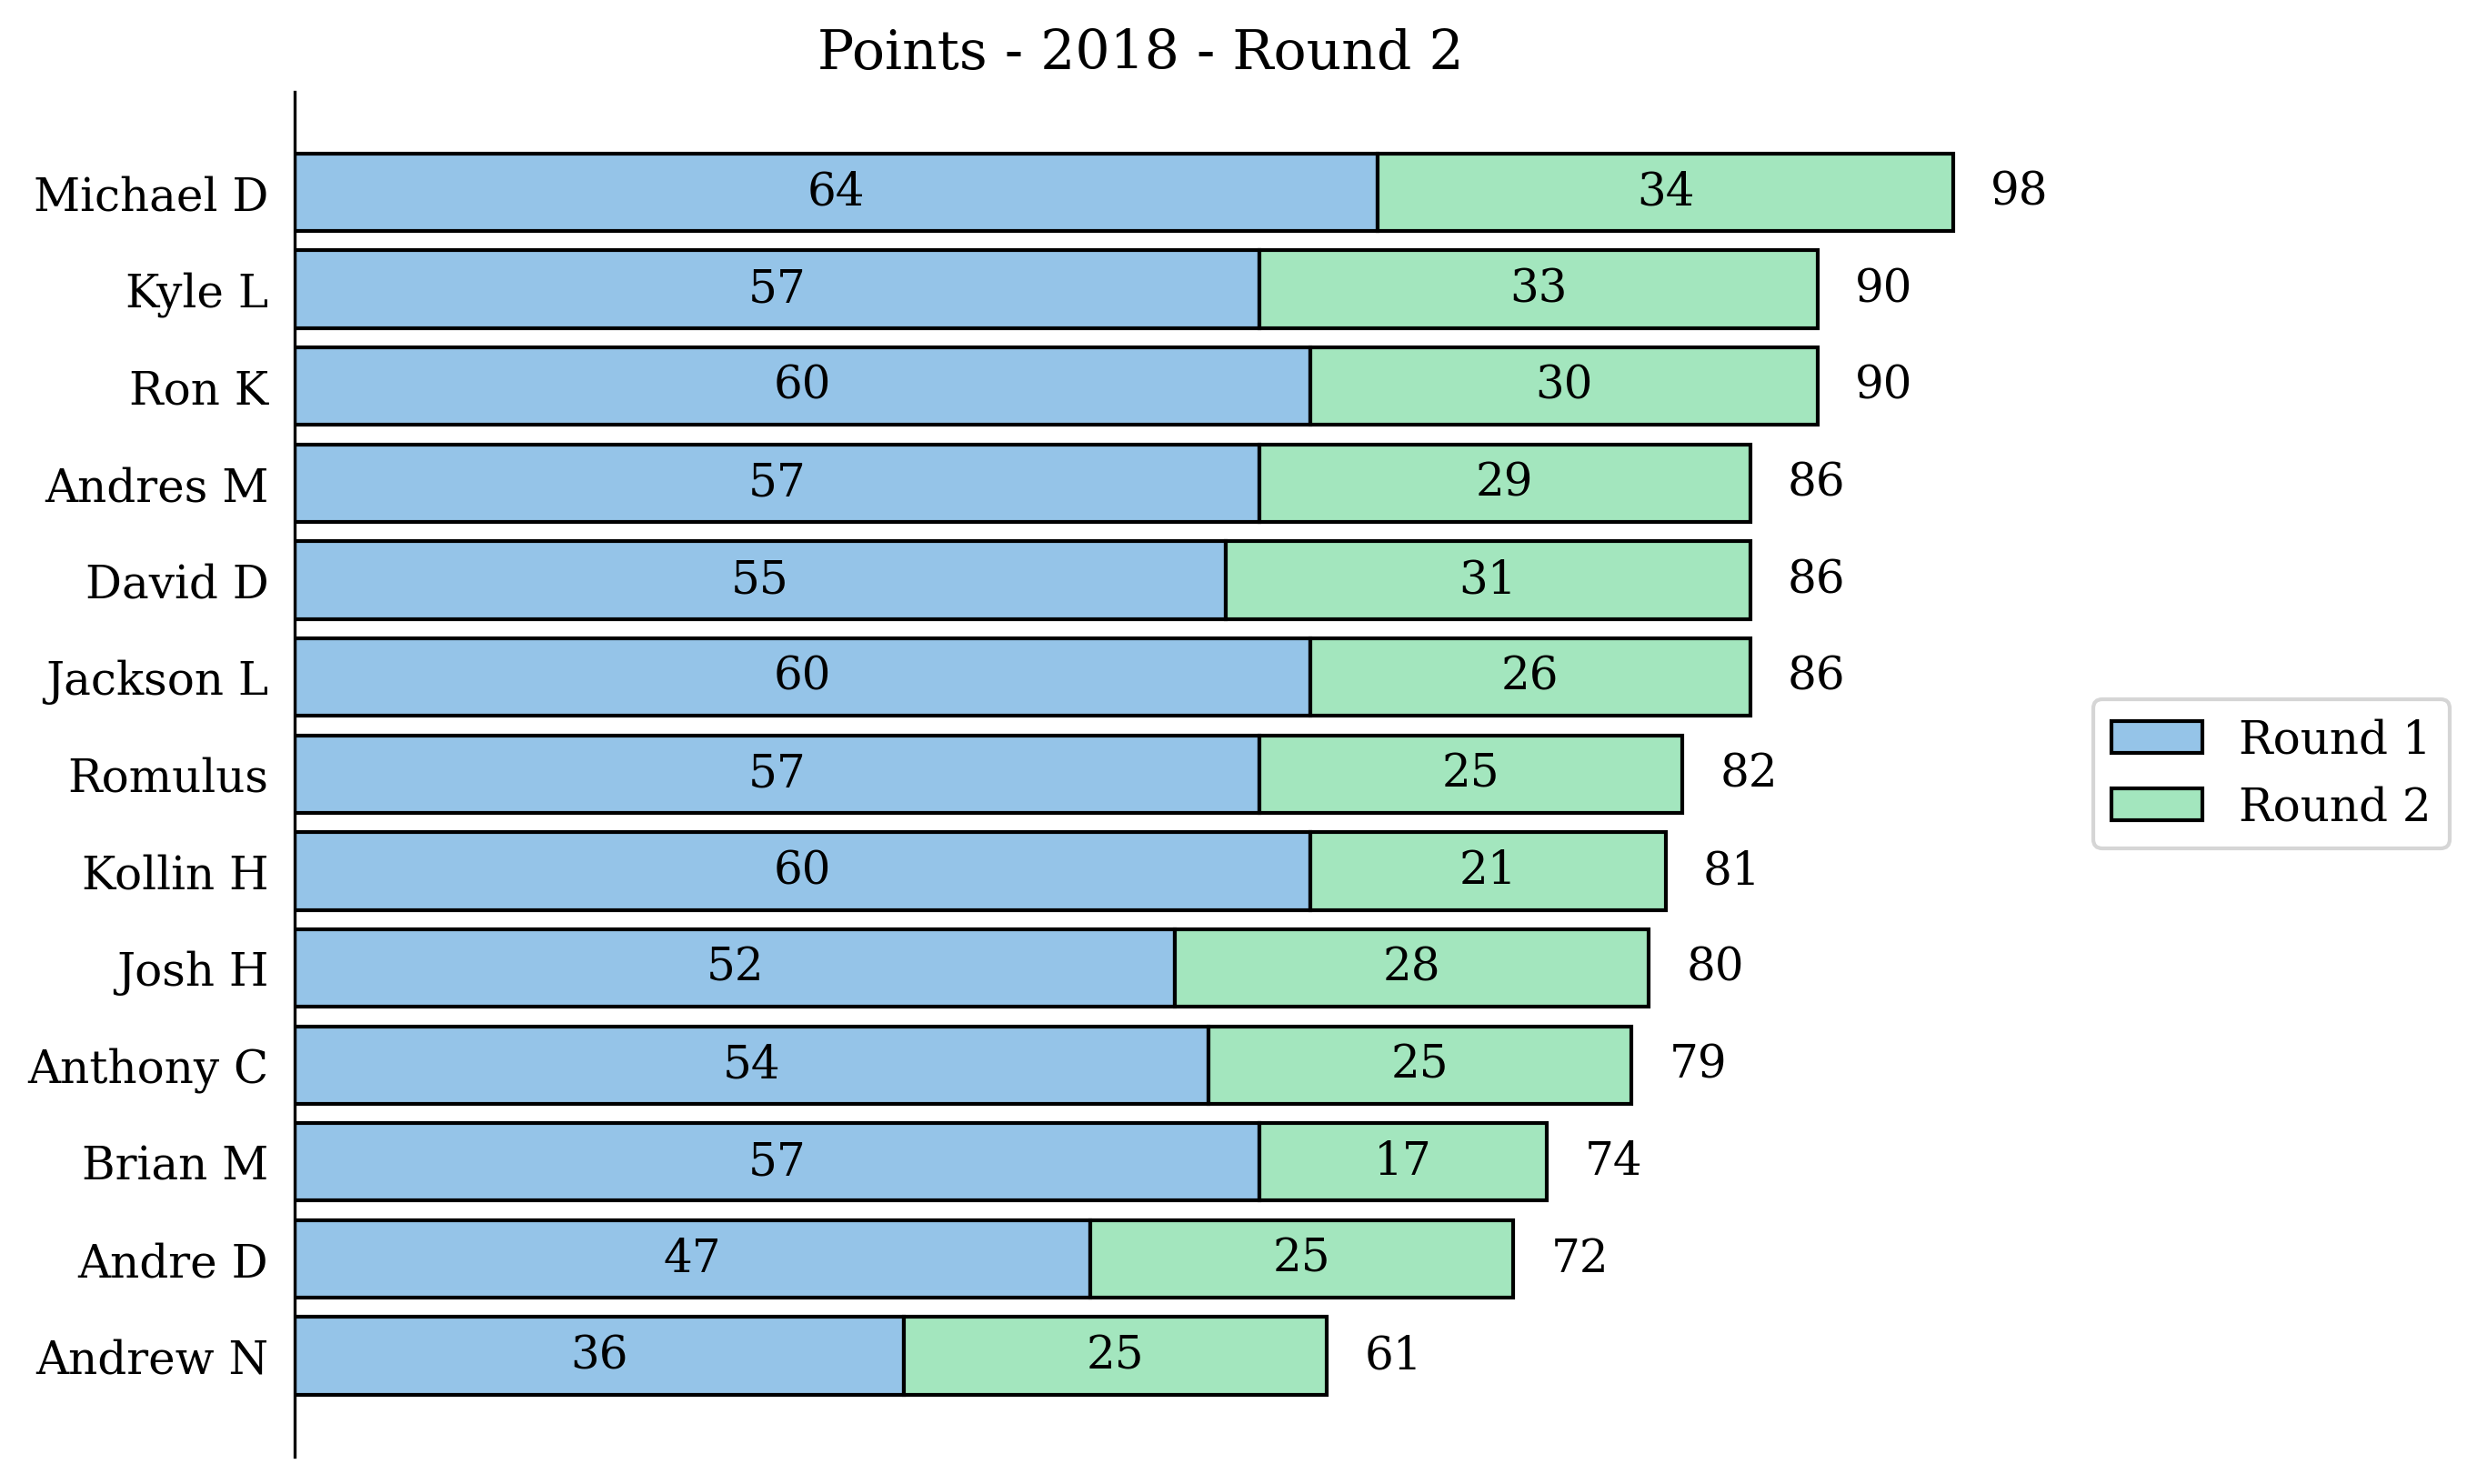 Points - 2018 - Round 2
Michael D 64 34 98
Kyle L 57 33 90
Ron K 60 30 90
Andres M 57 29 86
David D 55 31 86
Jackson L 60 26 86
Romulus 57 25 82
Kollin H 60 21 81
Josh H 52 28 80
Anthony C 54 25 79
Brian M 57 17 74
Andre D 47 25 72
Andrew N 36 25 61
Round 1
Round 2